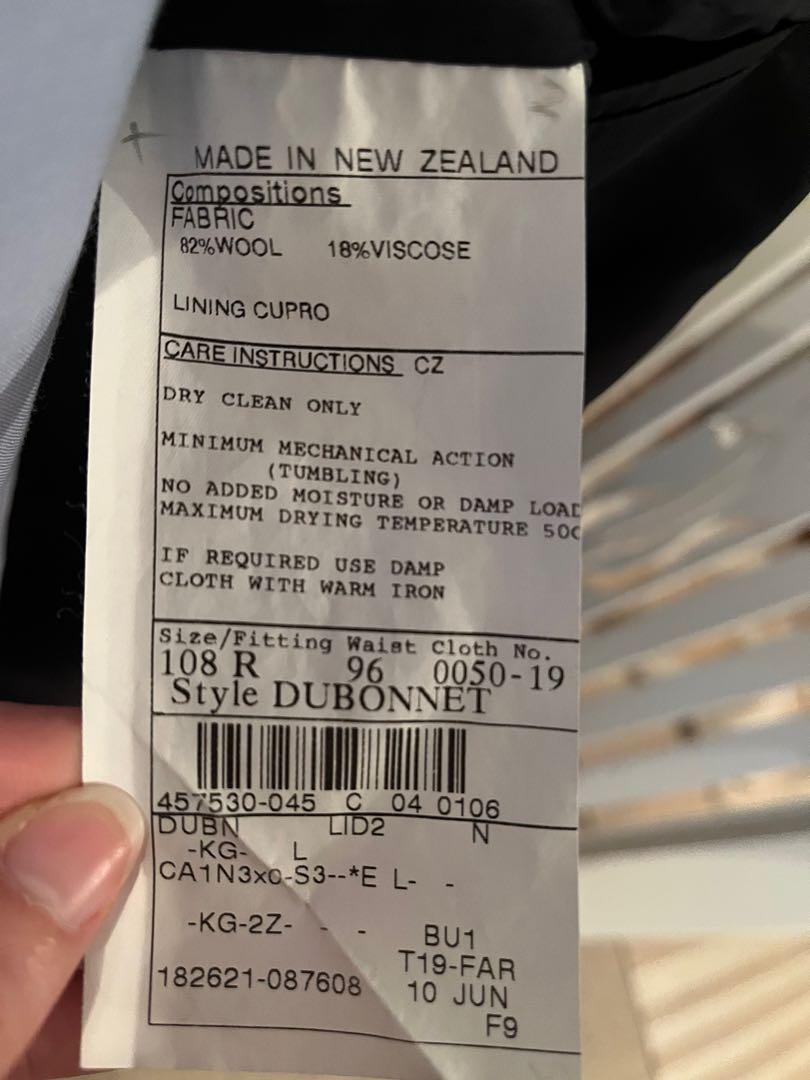 MADE IN NEW ZEALAND
Compositions
FABRIC
82%WOOL 18%VISCOSE
LINING CUPRO
CARE INSTRUCTIONS CZ
DRY CLEAN ONLY
MINIMUM MECHANICAL ACTION
(TUMBLING)
NO ADDED MOISTURE OR DAMP LOAD
MAXIMUM DRYING TEMPERATURE 50C
IF REQUIRED USE DAMP
CLOTH WITH WARM IRON
Size/Fitting Waist Cloth No.
108 R 96 0050-19
Style DUBONNET
457530-045 C 04 0106
DUBN LID2 N
-KG- L
CA1N3xC-S3--*E L- -
-KG-2Z- - - BU1
T19-FAR
182621-087608 10 JUN
F9